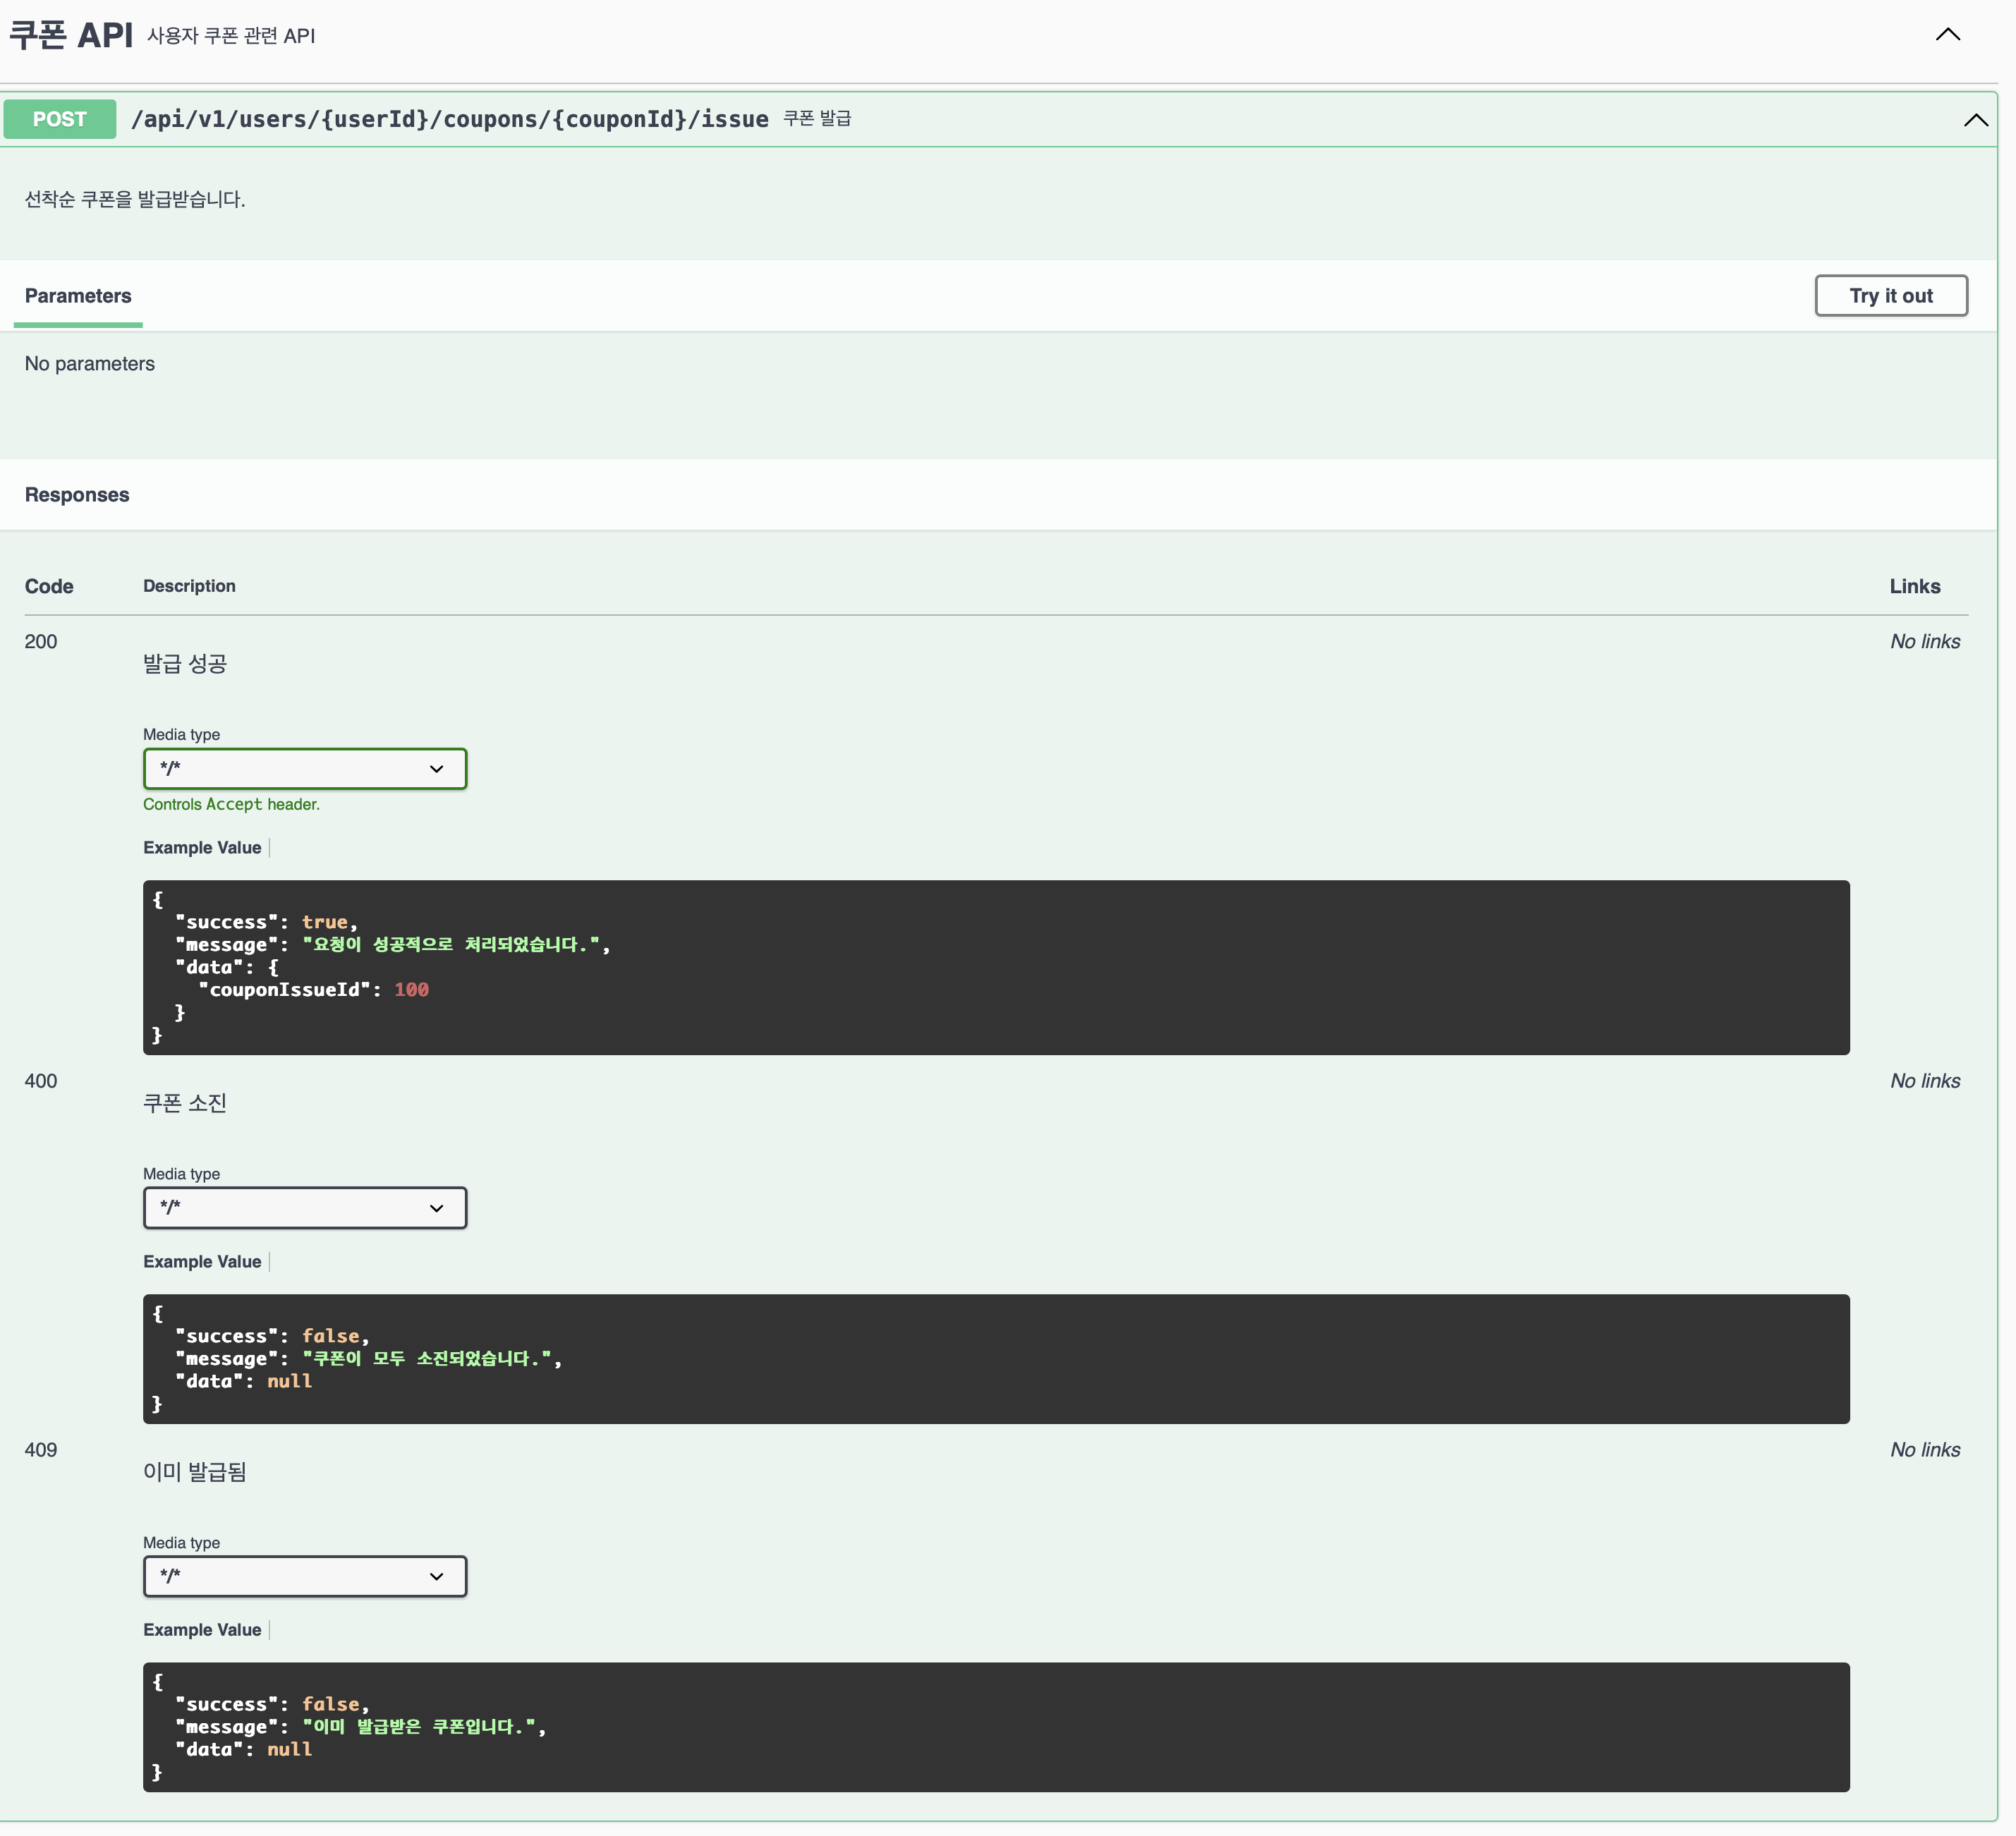 쿠폰 API 사용자 쿠폰 관련 API
POST /api/v1/users/{userId}/coupons/{couponId}/issue 쿠폰 발급
선착순 쿠폰을 발급받습니다.
Parameters
Try it out
No parameters
Responses
Code Description Links
200 No links
발급 성공
Media type
*/*
Controls Accept header.
Example Value
{
  "success": true,
  "message": "요청이 성공적으로 처리되었습니다.",
  "data": {
    "couponIssueId": 100
  }
}
400 No links
쿠폰 소진
Media type
*/*
Example Value
{
  "success": false,
  "message": "쿠폰이 모두 소진되었습니다.",
  "data": null
}
409 No links
이미 발급됨
Media type
*/*
Example Value
{
  "success": false,
  "message": "이미 발급받은 쿠폰입니다.",
  "data": null
}